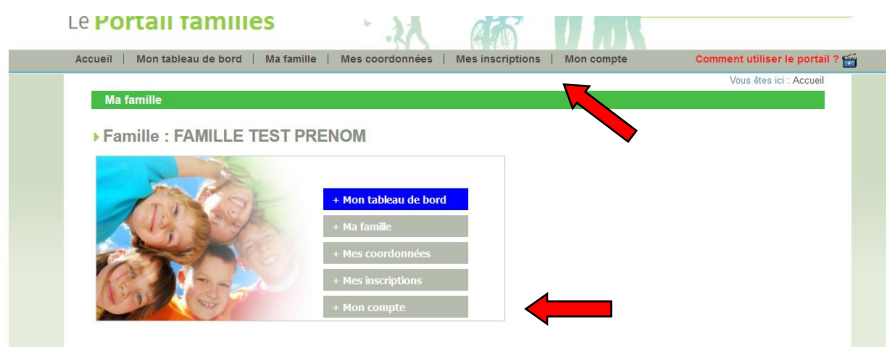 Le Portail familles
Accueil | Mon tableau de bord | Ma famille | Mes coordonnées | Mes inscriptions | Mon compte Comment utiliser le portail ?
Vous êtes ici : Accueil
Ma famille
Famille : FAMILLE TEST PRENOM
+ Mon tableau de bord
+ Ma famille
+ Mes coordonnées
+ Mes inscriptions
+ Mon compte